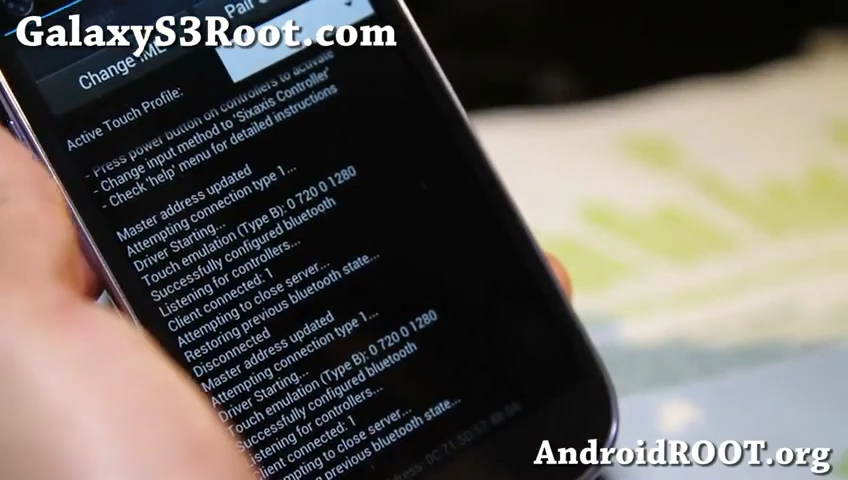 GalaxyS3Root.com
Pair
Change IME
Active Touch Profile:
- Press power button on controllers to activate
- Change input method to 'Sixaxis Controller'
- Check 'help' menu for detailed instructions
Master address updated
Attempting connection type 1...
Driver Starting...
Touch emulation (Type B): 0 720 0 1280
Successfully configured bluetooth
Listening for controllers...
Client connected: 1
Attempting to close server...
Restoring previous bluetooth state...
Disconnected
Master address updated
Attempting connection type 1...
Driver Starting...
Touch emulation (Type B): 0 720 0 1280
Successfully configured bluetooth
Listening for controllers...
Client connected: 1
Attempting to close server...
previous bluetooth state...
AndroidROOT.org